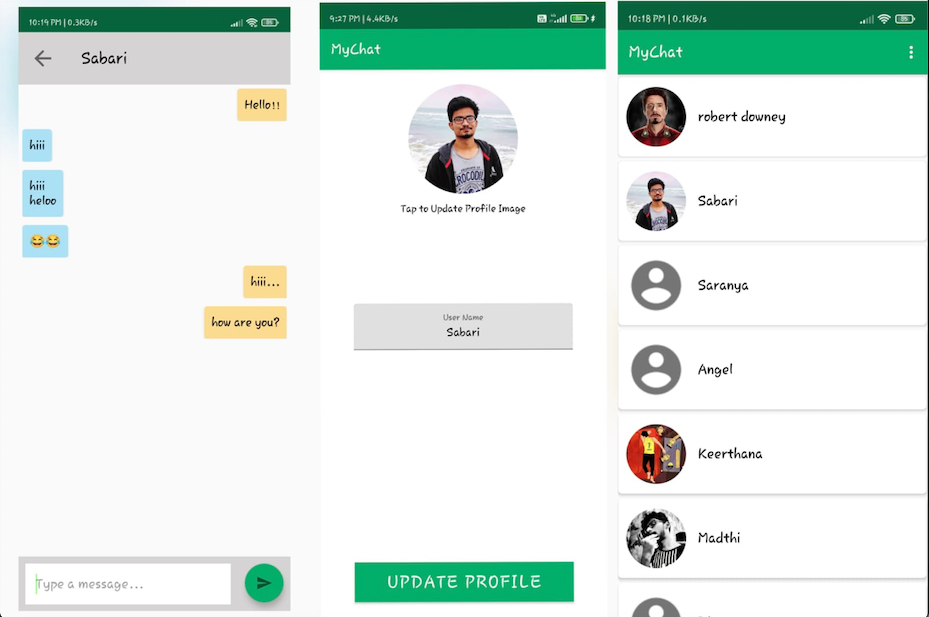 10:19 PM | 0.3KB/s
Sabari
Hello!!
hiii
hiii
heloo
😂😂
hiii...
how are you?
Type a message...
9:27 PM | 4.4KB/s
MyChat
Tap to Update Profile Image
User Name
Sabari
UPDATE PROFILE
10:18 PM | 0.1KB/s
MyChat
robert downey
Sabari
Saranya
Angel
Keerthana
Madthi